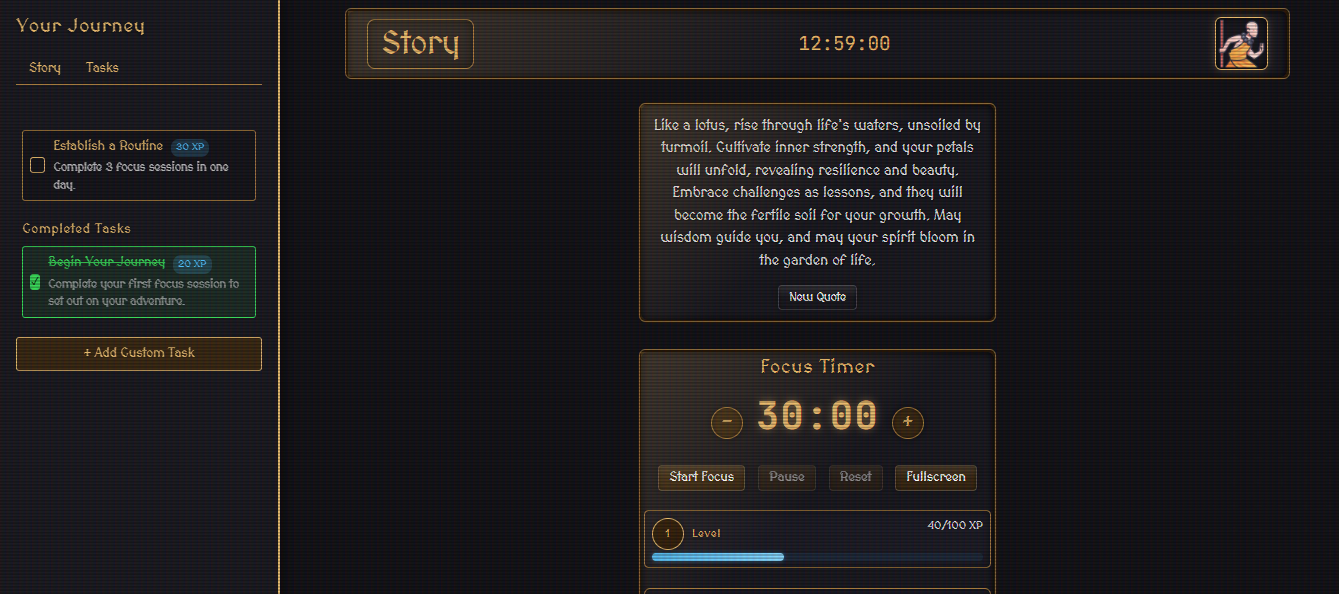 Your Journey
Story Tasks
Establish a Routine 30 XP
Complete 3 focus sessions in one
day.
Completed Tasks
Begin Your Journey 20 XP
Complete your first focus session to
set out on your adventure.
+ Add Custom Task
Story
12:59:00
Like a lotus, rise through life's waters, unsoiled by
turmoil. Cultivate inner strength, and your petals
will unfold, revealing resilience and beauty.
Embrace challenges as lessons, and they will
become the fertile soil for your growth. May
wisdom guide you, and may your spirit bloom in
the garden of life.
New Quote
Focus Timer
− 30:00 +
Start Focus Pause Reset Fullscreen
1 Level 40/100 XP